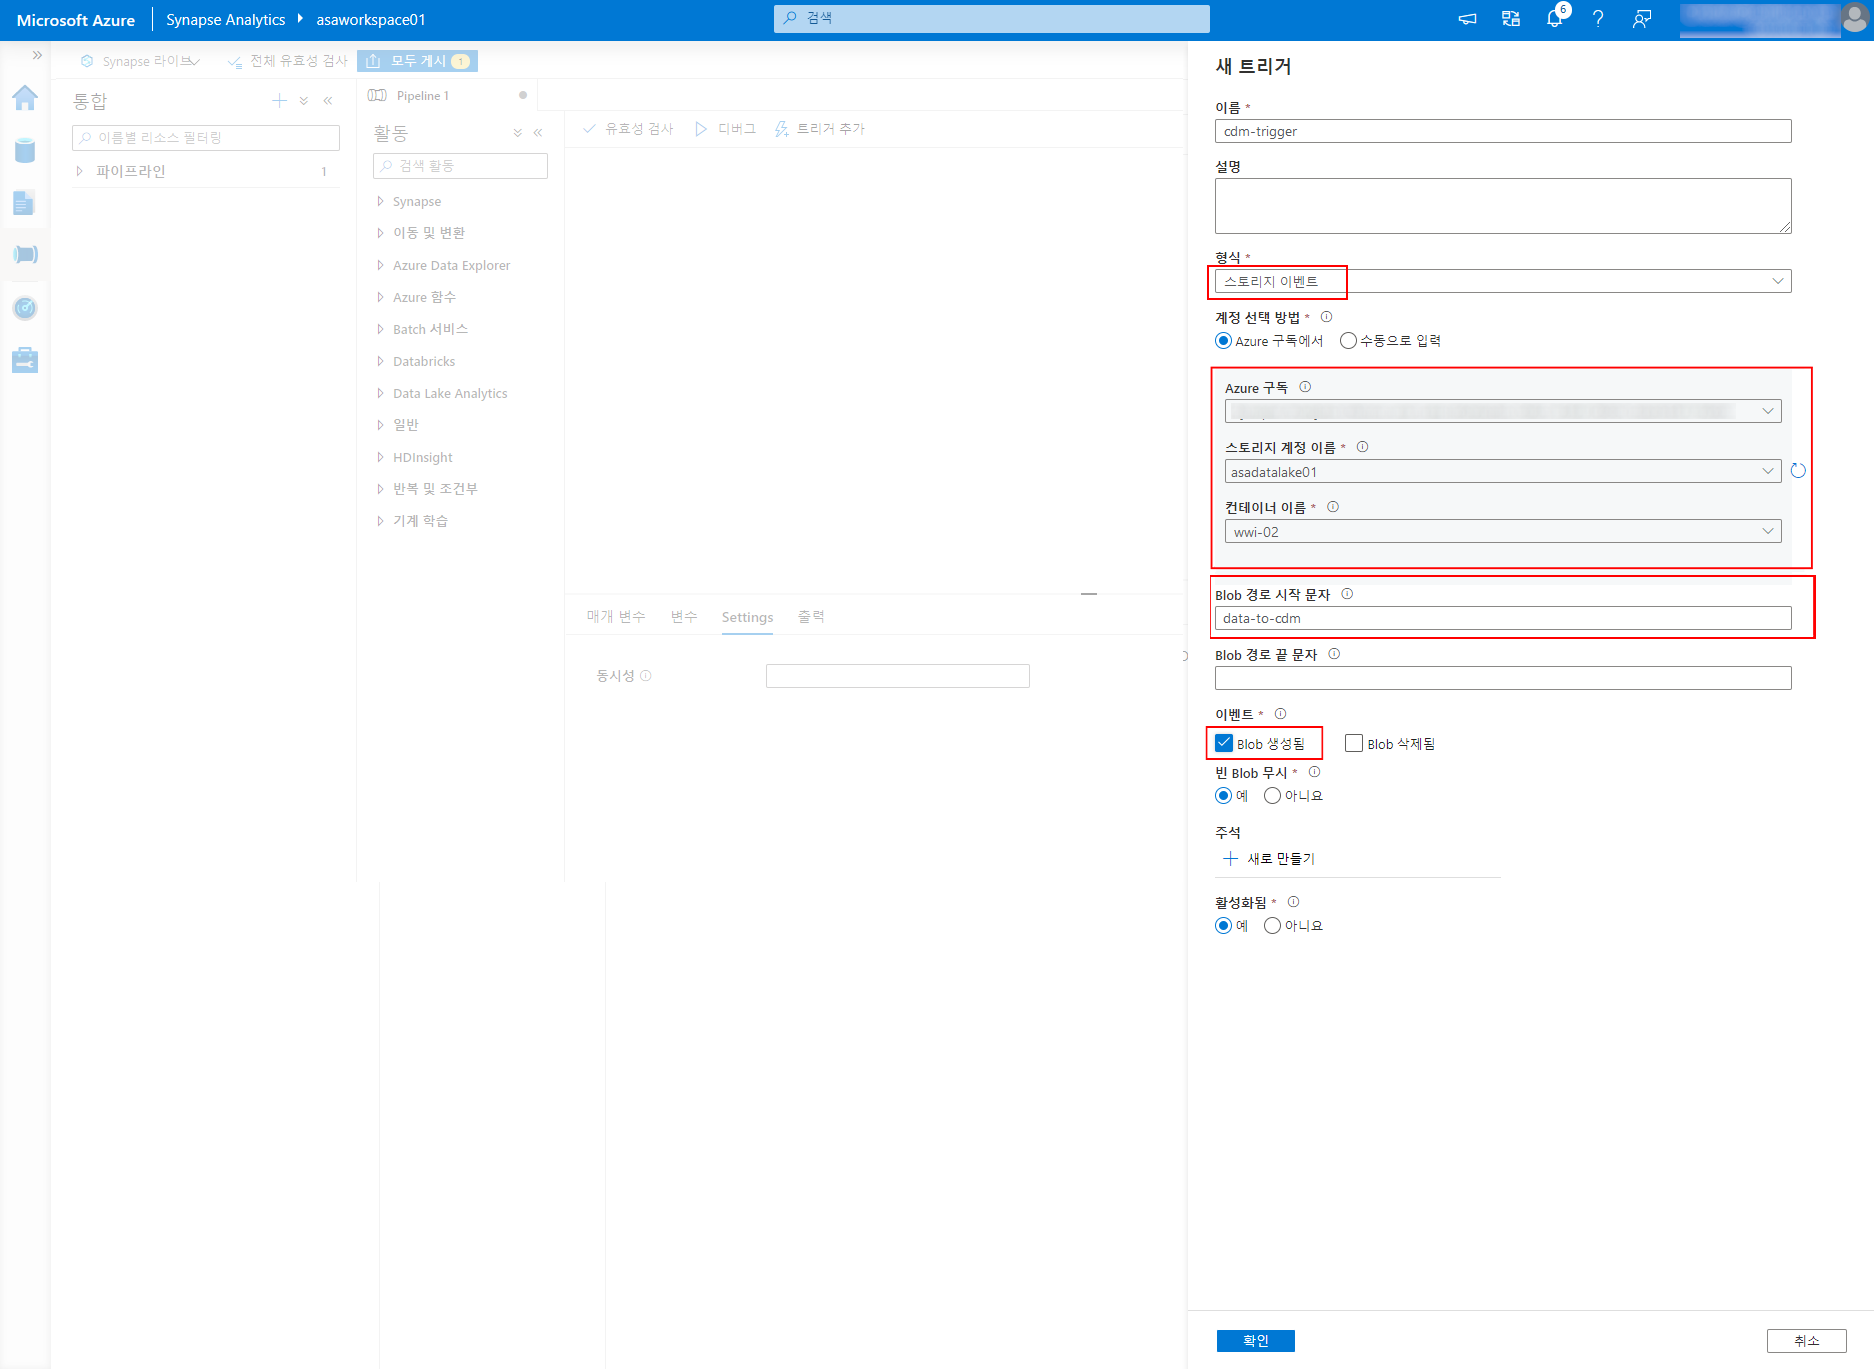 Microsoft Azure
Synapse Analytics
asaworkspace01
검색
6
Synapse 라이브
전체 유효성 검사
모두 게시
1
통합
이름별 리소스 필터링
파이프라인
1
Pipeline 1
활동
검색 활동
Synapse
이동 및 변환
Azure Data Explorer
Azure 함수
Batch 서비스
Databricks
Data Lake Analytics
일반
HDInsight
반복 및 조건부
기계 학습
유효성 검사
디버그
트리거 추가
매개 변수
변수
Settings
출력
동시성
새 트리거
이름 *
cdm-trigger
설명
형식 *
스토리지 이벤트
계정 선택 방법 *
Azure 구독에서
수동으로 입력
Azure 구독
스토리지 계정 이름 *
asadatalake01
컨테이너 이름 *
wwi-02
Blob 경로 시작 문자
data-to-cdm
Blob 경로 끝 문자
이벤트 *
Blob 생성됨
Blob 삭제됨
빈 Blob 무시 *
예
아니요
주석
새로 만들기
활성화됨 *
예
아니요
확인
취소